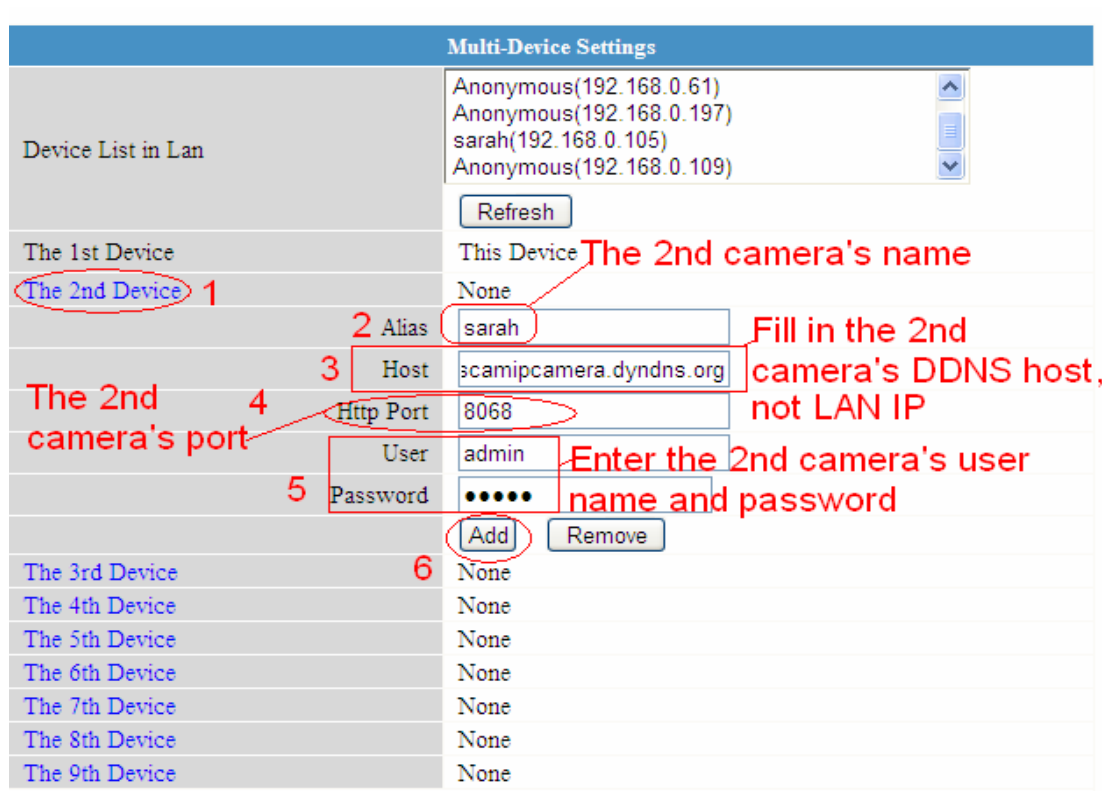 Multi-Device Settings
Device List in Lan
Anonymous(192.168.0.61)
Anonymous(192.168.0.197)
sarah(192.168.0.105)
Anonymous(192.168.0.109)
Refresh
The 1st Device This Device The 2nd camera's name
The 2nd Device 1 None
2 Alias sarah Fill in the 2nd
3 Host scamipcamera.dyndns.org camera's DDNS host,
The 2nd 4 Http Port 8068 not LAN IP
camera's port User admin Enter the 2nd camera's user
5 Password ••••• name and password
Add Remove
The 3rd Device 6 None
The 4th Device None
The 5th Device None
The 6th Device None
The 7th Device None
The 8th Device None
The 9th Device None